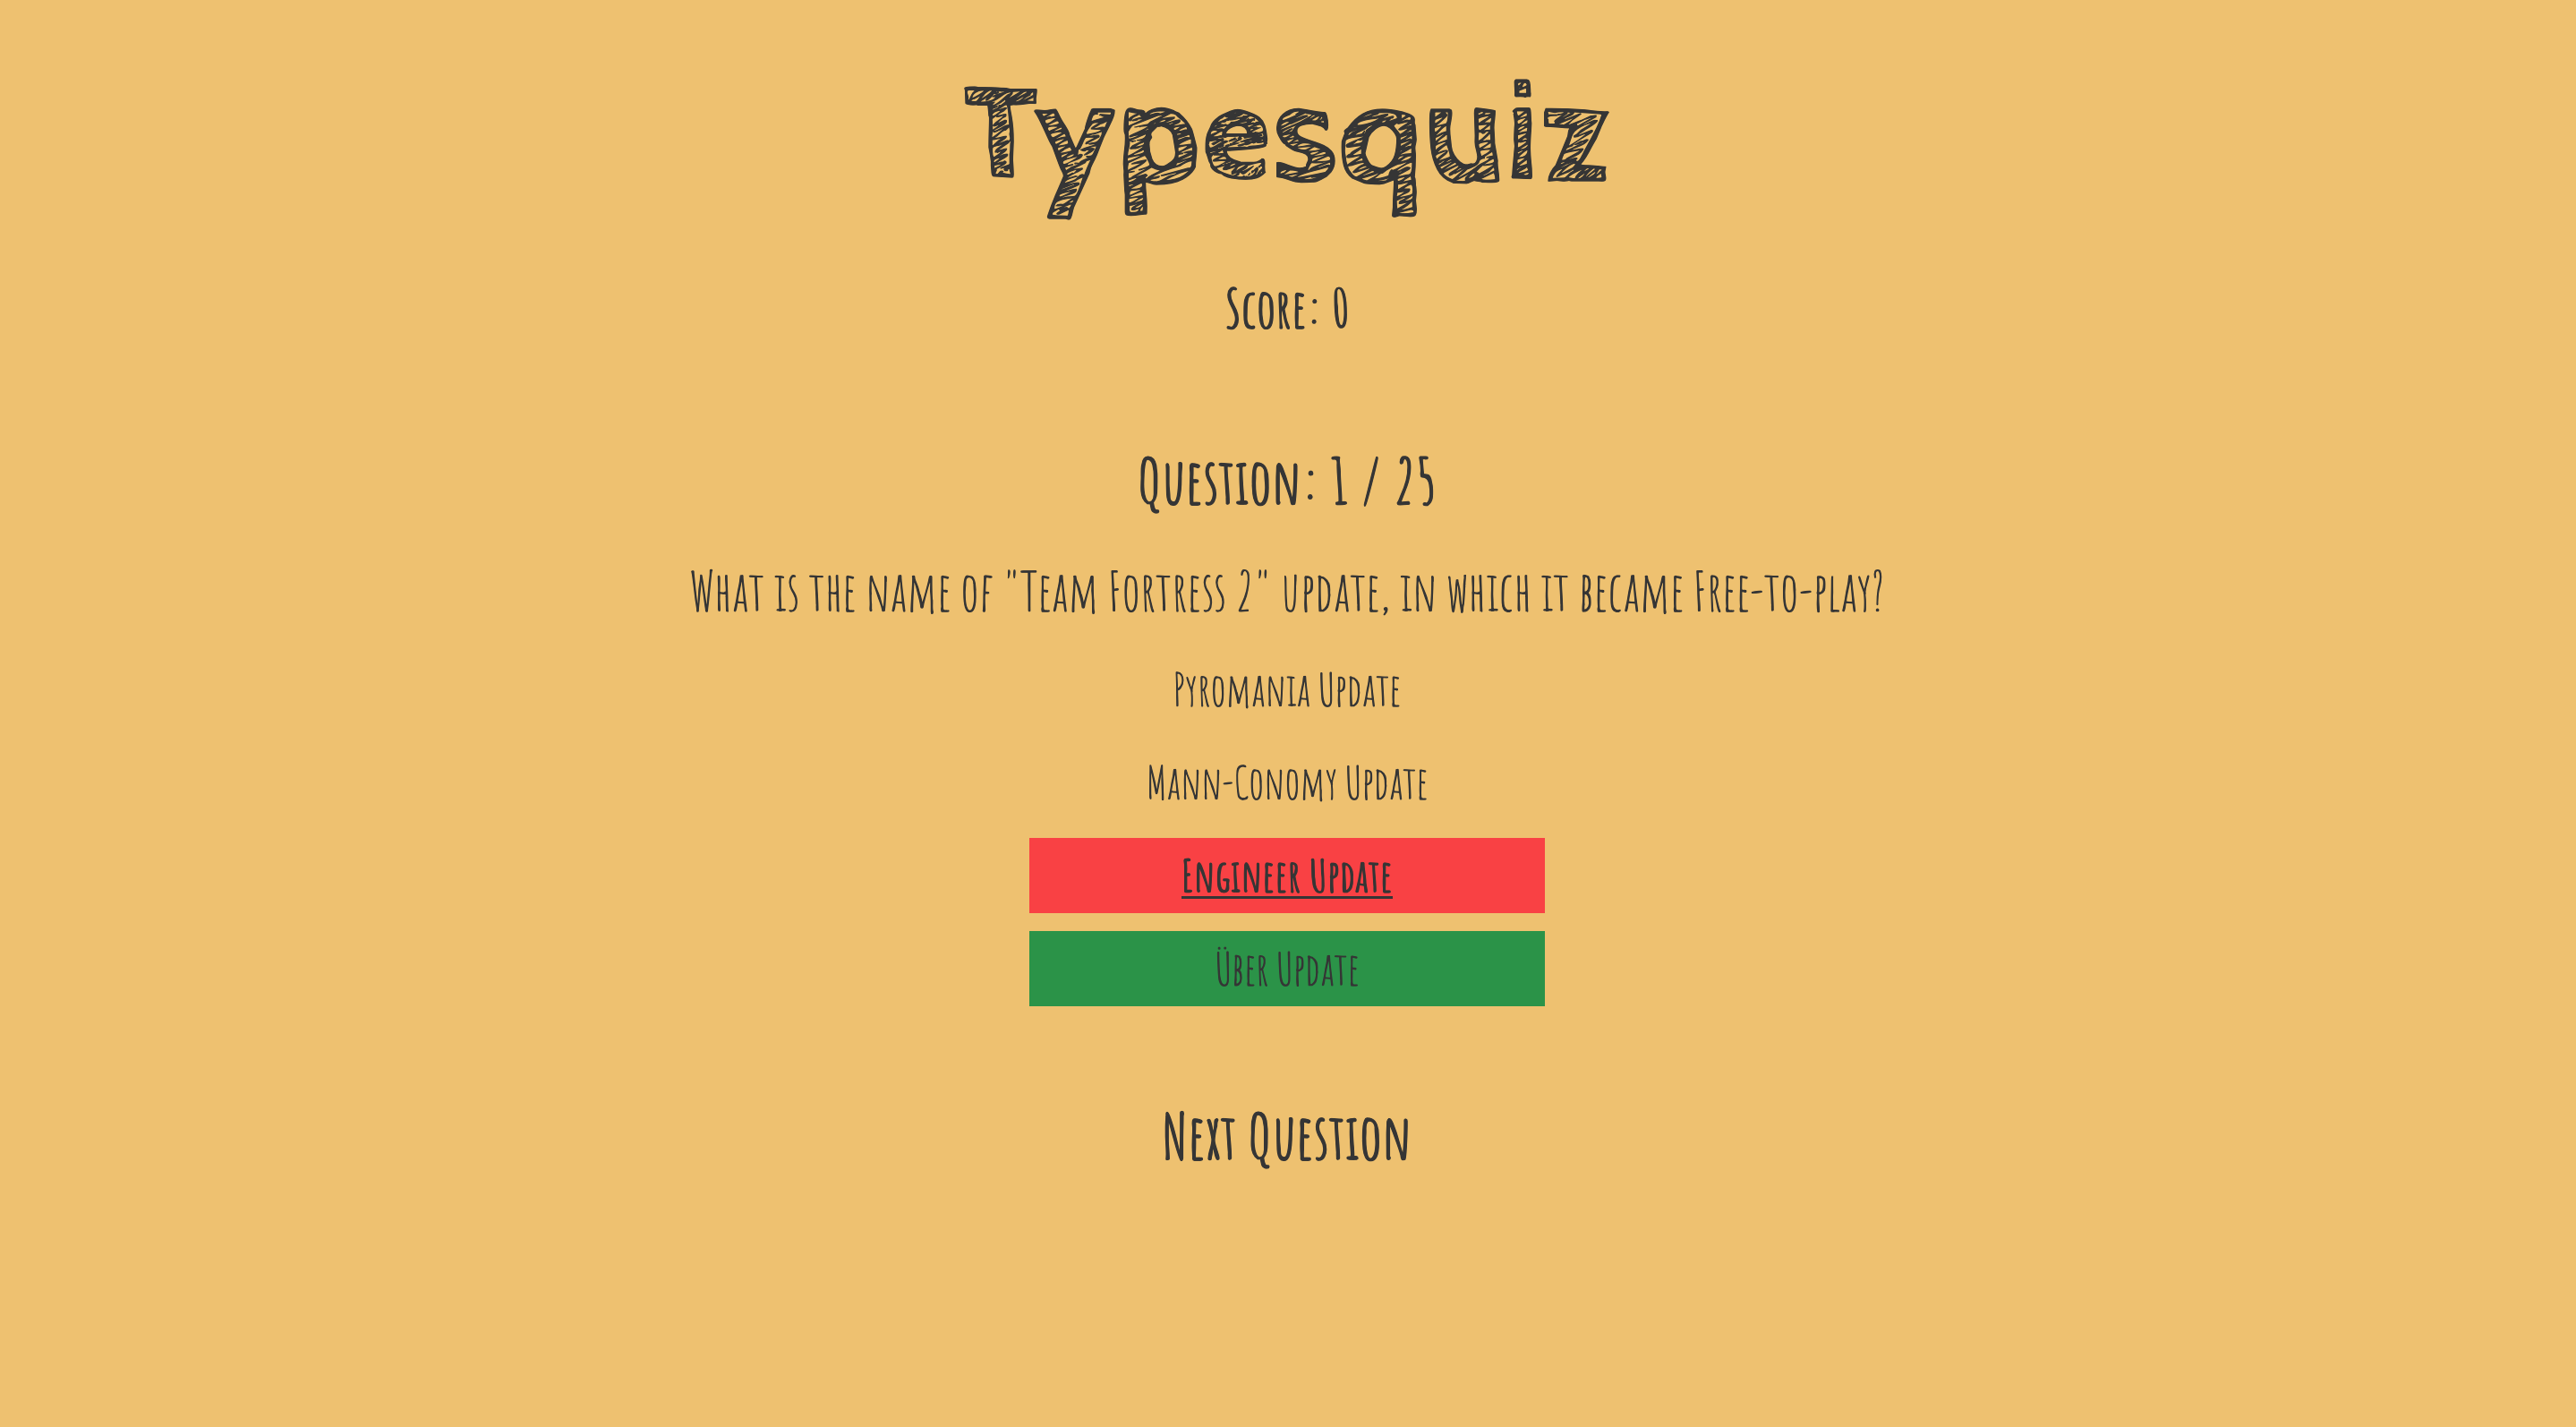 Typesquiz
Score: 0
Question: 1 / 25
What is the name of "Team Fortress 2" update, in which it became Free-to-play?
Pyromania Update
Mann-Conomy Update
Engineer Update
Über Update
Next Question